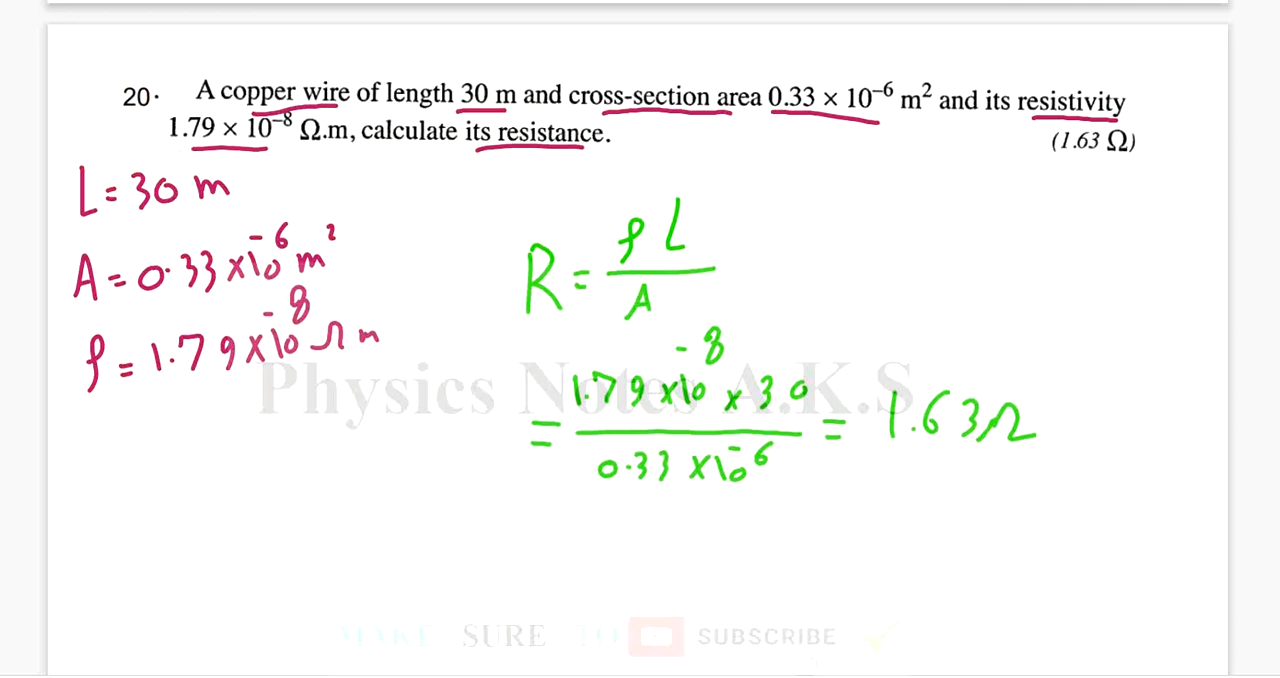 20. A copper wire of length 30 m and cross-section area 0.33 × 10⁻⁶ m² and its resistivity
1.79 × 10⁻⁸ Ω.m, calculate its resistance.
(1.63 Ω)
L = 30 m
A = 0.33 × 10⁻⁶ m²
ρ = 1.79 × 10⁻⁸ Ω m
R = ρ L / A
= 1.79 × 10⁻⁸ × 30 / 0.33 × 10⁻⁶ = 1.63 Ω
Physics Notes A.K.S
MAKE SURE TO SUBSCRIBE